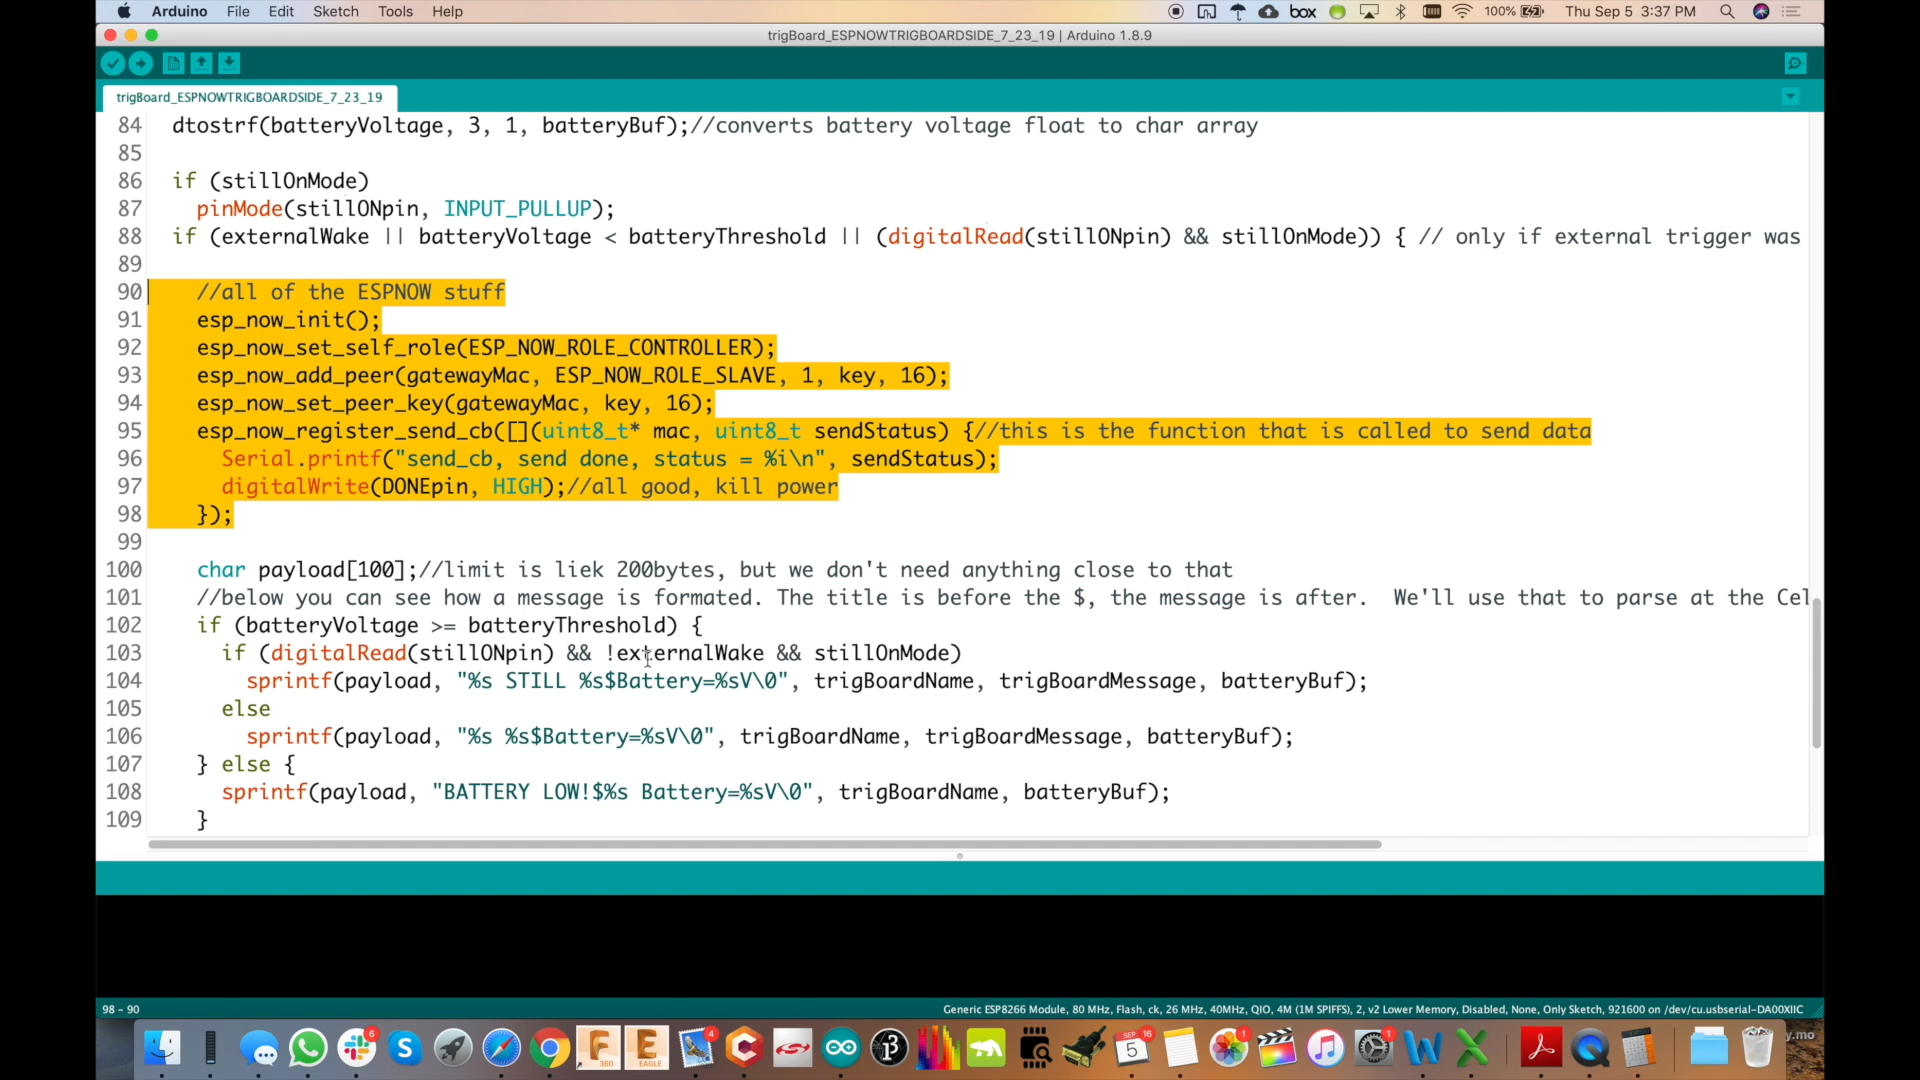 Arduino File Edit Sketch Tools Help box 100% Thu Sep 5 3:37 PM
trigBoard_ESPNOWTRIGBOARDSIDE_7_23_19 | Arduino 1.8.9
trigBoard_ESPNOWTRIGBOARDSIDE_7_23_19
84 dtostrf(batteryVoltage, 3, 1, batteryBuf);//converts battery voltage float to char array
85
86 if (stillOnMode)
87 pinMode(stillONpin, INPUT_PULLUP);
88 if (externalWake || batteryVoltage < batteryThreshold || (digitalRead(stillONpin) && stillOnMode)) { // only if external trigger was
89
90 //all of the ESPNOW stuff
91 esp_now_init();
92 esp_now_set_self_role(ESP_NOW_ROLE_CONTROLLER);
93 esp_now_add_peer(gatewayMac, ESP_NOW_ROLE_SLAVE, 1, key, 16);
94 esp_now_set_peer_key(gatewayMac, key, 16);
95 esp_now_register_send_cb([](uint8_t* mac, uint8_t sendStatus) {//this is the function that is called to send data
96 Serial.printf("send_cb, send done, status = %i\n", sendStatus);
97 digitalWrite(DONEpin, HIGH);//all good, kill power
98 });
99
100 char payload[100];//limit is liek 200bytes, but we don't need anything close to that
101 //below you can see how a message is formated. The title is before the $, the message is after.  We'll use that to parse at the Cel
102 if (batteryVoltage >= batteryThreshold) {
103 if (digitalRead(stillONpin) && !externalWake && stillOnMode)
104 sprintf(payload, "%s STILL %s$Battery=%sV\0", trigBoardName, trigBoardMessage, batteryBuf);
105 else
106 sprintf(payload, "%s %s$Battery=%sV\0", trigBoardName, trigBoardMessage, batteryBuf);
107 } else {
108 sprintf(payload, "BATTERY LOW!$%s Battery=%sV\0", trigBoardName, batteryBuf);
109 }
98 - 90 Generic ESP8266 Module, 80 MHz, Flash, ck, 26 MHz, 40MHz, QIO, 4M (1M SPIFFS), 2, v2 Lower Memory, Disabled, None, Only Sketch, 921600 on /dev/cu.usbserial-DA00XIIC
6 S F 360 E EAGLE 4 C SEP 5 16 1 1 W X
y.mo